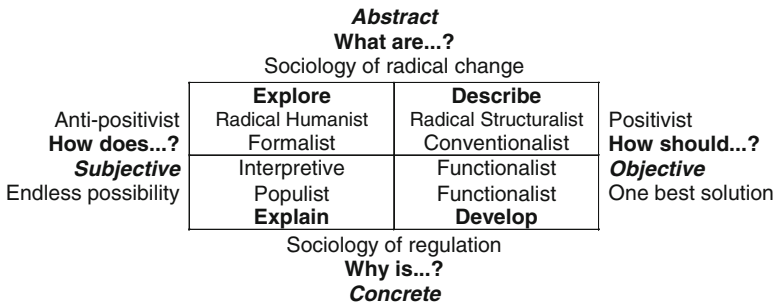 Abstract
What are...?
Sociology of radical change
Explore Describe
Anti-positivist Radical Humanist Radical Structuralist Positivist
How does...? Formalist Conventionalist How should...?
Subjective Interpretive Functionalist Objective
Endless possibility Populist Functionalist One best solution
Explain Develop
Sociology of regulation
Why is...?
Concrete